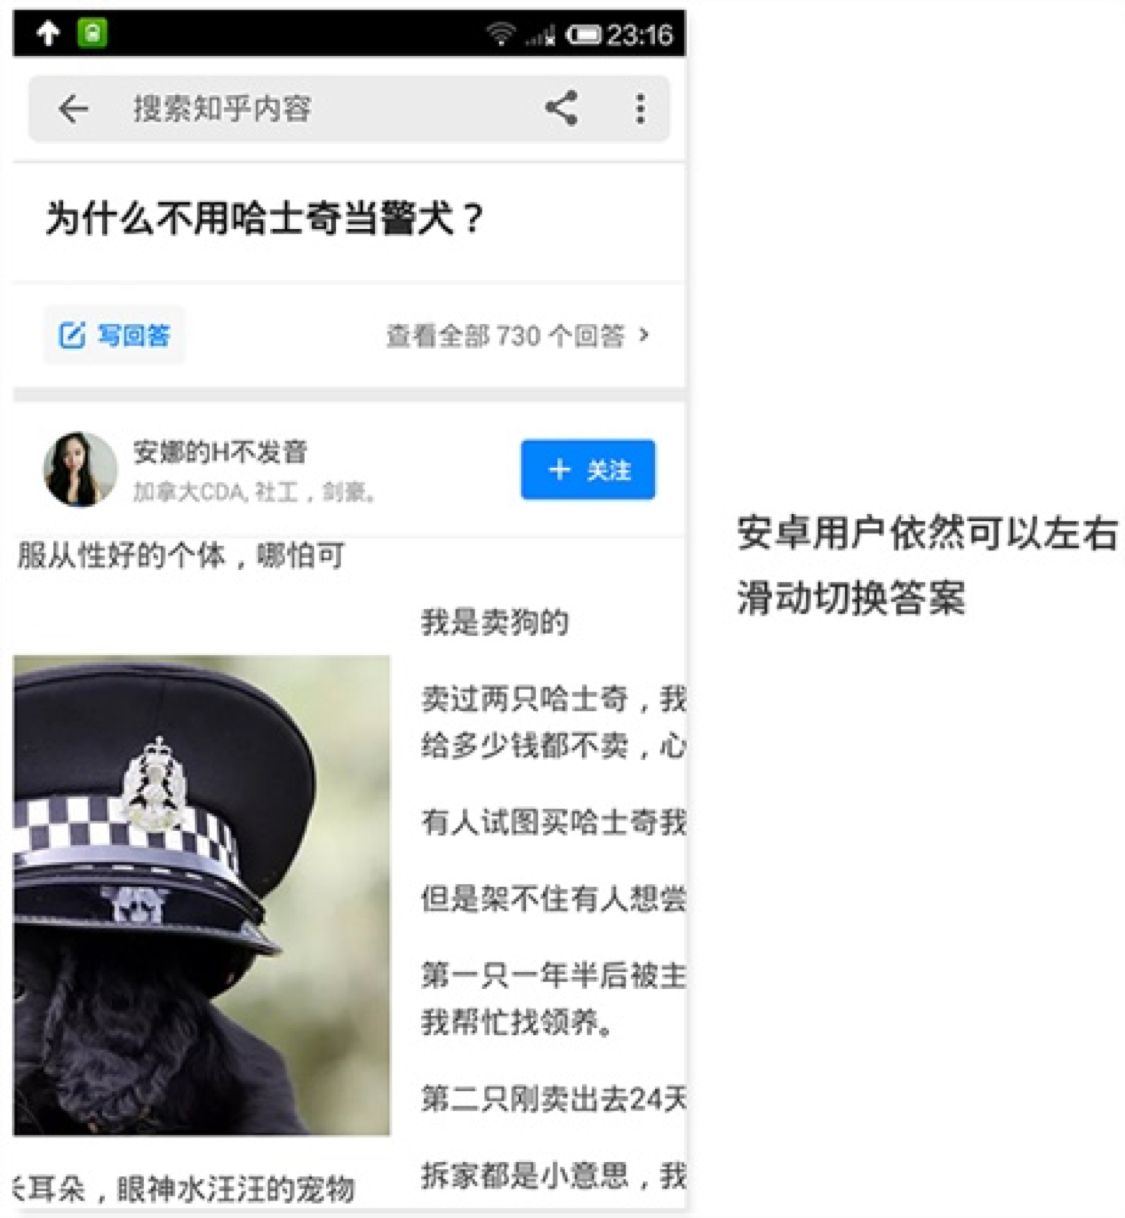 23:16
搜索知乎内容
为什么不用哈士奇当警犬？
写回答
查看全部 730 个回答 >
安娜的H不发音
加拿大CDA, 社工，剑豪。
+ 关注
服从性好的个体，哪怕可
我是卖狗的
卖过两只哈士奇，我
给多少钱都不卖，心
有人试图买哈士奇我
但是架不住有人想尝
第一只一年半后被主
我帮忙找领养。
第二只刚卖出去24天
拆家都是小意思，我
长耳朵，眼神水汪汪的宠物
安卓用户依然可以左右
滑动切换答案